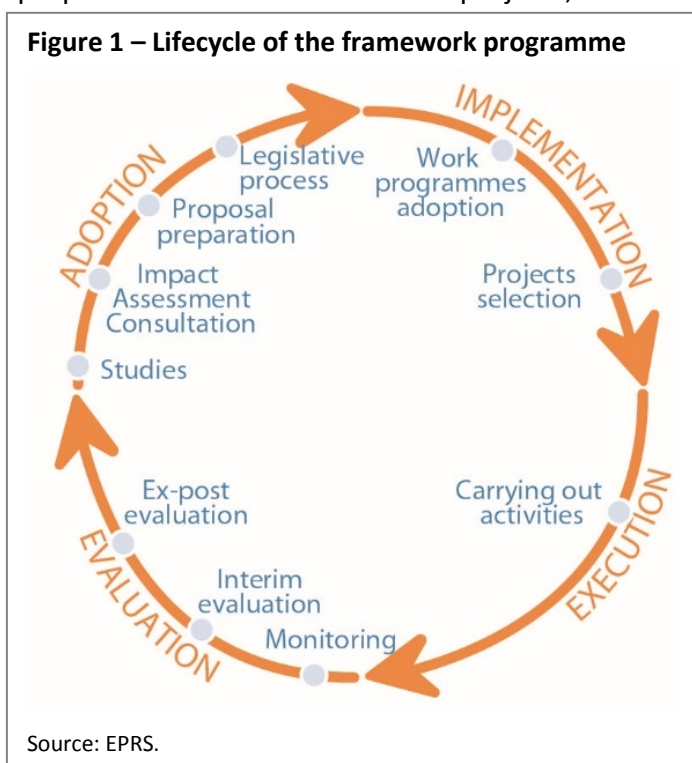 Figure 1 – Lifecycle of the framework programme
ADOPTION
Legislative
process
Proposal
preparation
Impact
Assessment
Consultation
Studies
IMPLEMENTATION
Work
programmes
adoption
Projects
selection
EXECUTION
Carrying out
activities
EVALUATION
Monitoring
Interim
evaluation
Ex-post
evaluation
Source: EPRS.